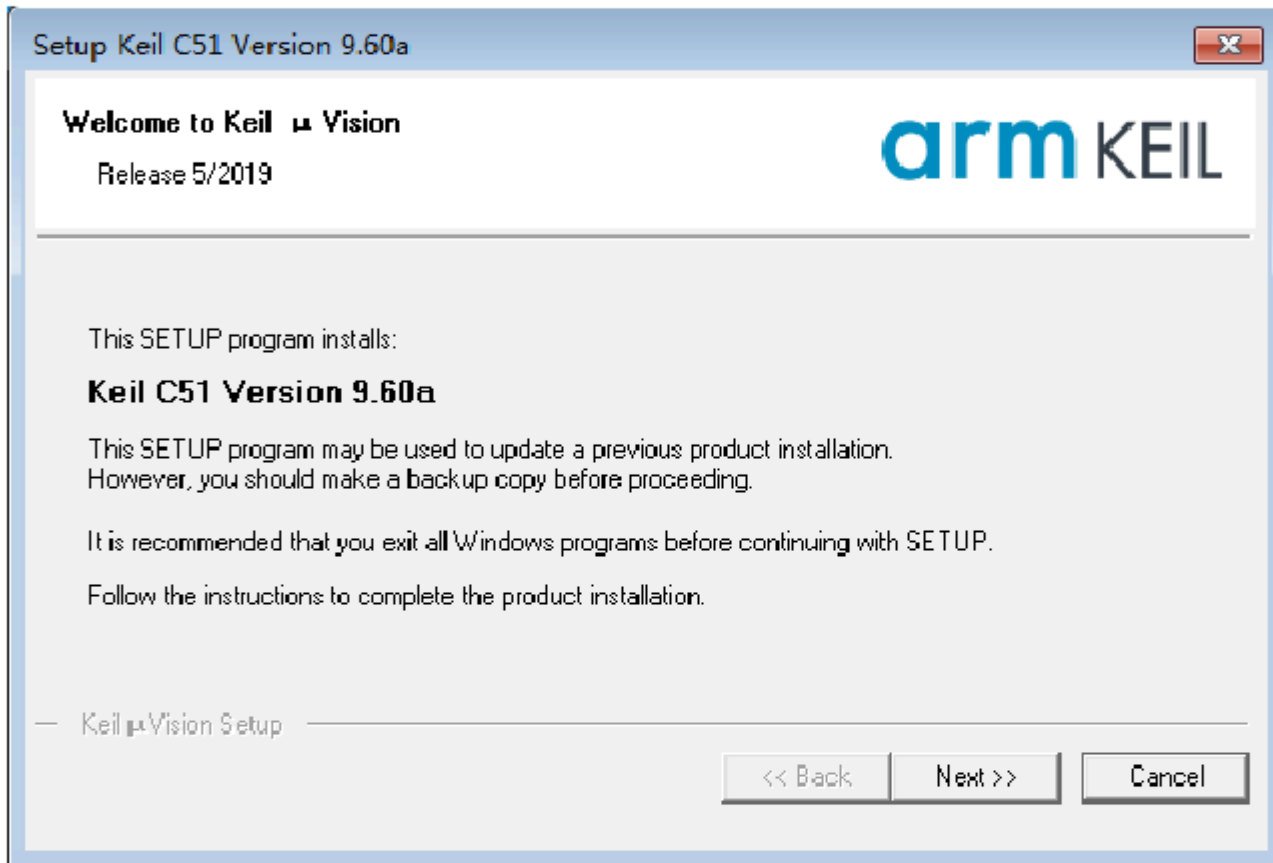 Setup Keil C51 Version 9.60a
Welcome to Keil μ Vision
Release 5/2019
arm KEIL
This SETUP program installs:
Keil C51 Version 9.60a
This SETUP program may be used to update a previous product installation.
However, you should make a backup copy before proceeding.
It is recommended that you exit all Windows programs before continuing with SETUP.
Follow the instructions to complete the product installation.
Keil μVision Setup
<< Back
Next >>
Cancel